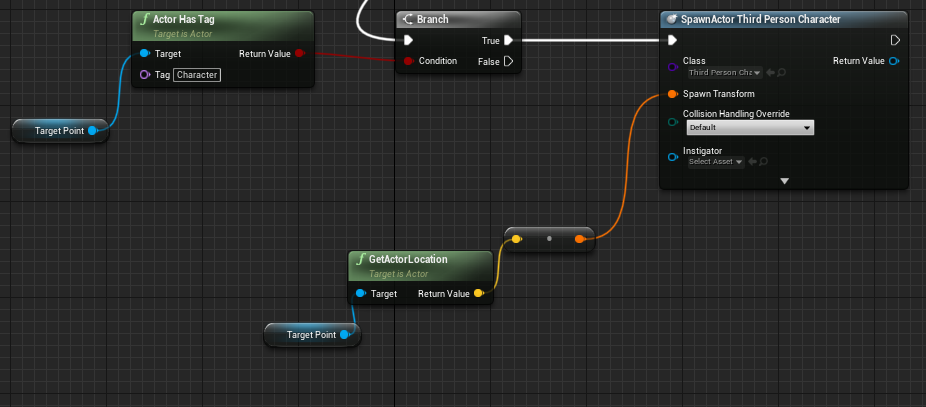 Actor Has Tag
Target is Actor
Target
Return Value
Tag
Character
Target Point
Branch
True
Condition
False
SpawnActor Third Person Character
Class
Third Person Cha
Return Value
Spawn Transform
Collision Handling Override
Default
Instigator
Select Asset
GetActorLocation
Target is Actor
Target
Return Value
Target Point